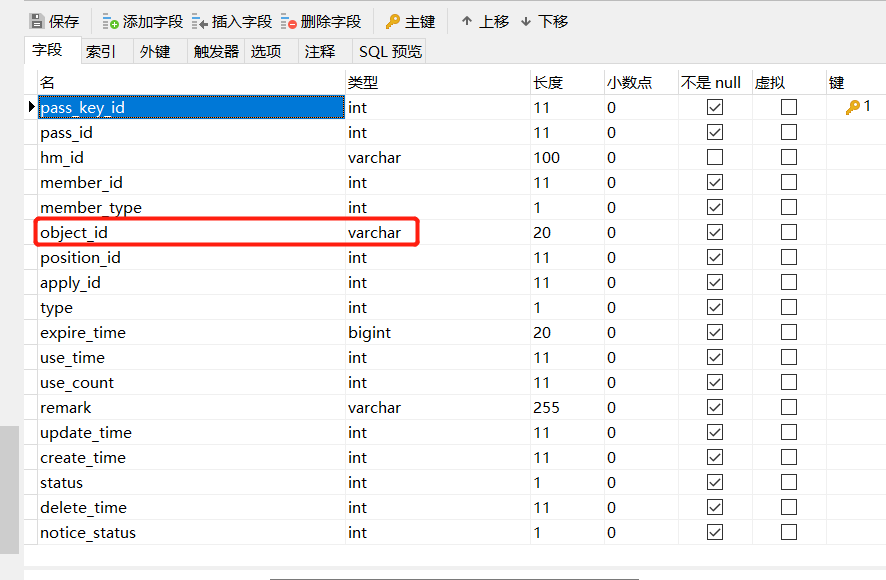 保存 添加字段 插入字段 删除字段 主键 上移 下移
字段 索引 外键 触发器 选项 注释 SQL 预览
名 类型 长度 小数点 不是 null 虚拟 键
pass_key_id int 11 0 1
pass_id int 11 0
hm_id varchar 100 0
member_id int 11 0
member_type int 1 0
object_id varchar 20 0
position_id int 11 0
apply_id int 11 0
type int 1 0
expire_time bigint 20 0
use_time int 11 0
use_count int 11 0
remark varchar 255 0
update_time int 11 0
create_time int 11 0
status int 1 0
delete_time int 11 0
notice_status int 1 0